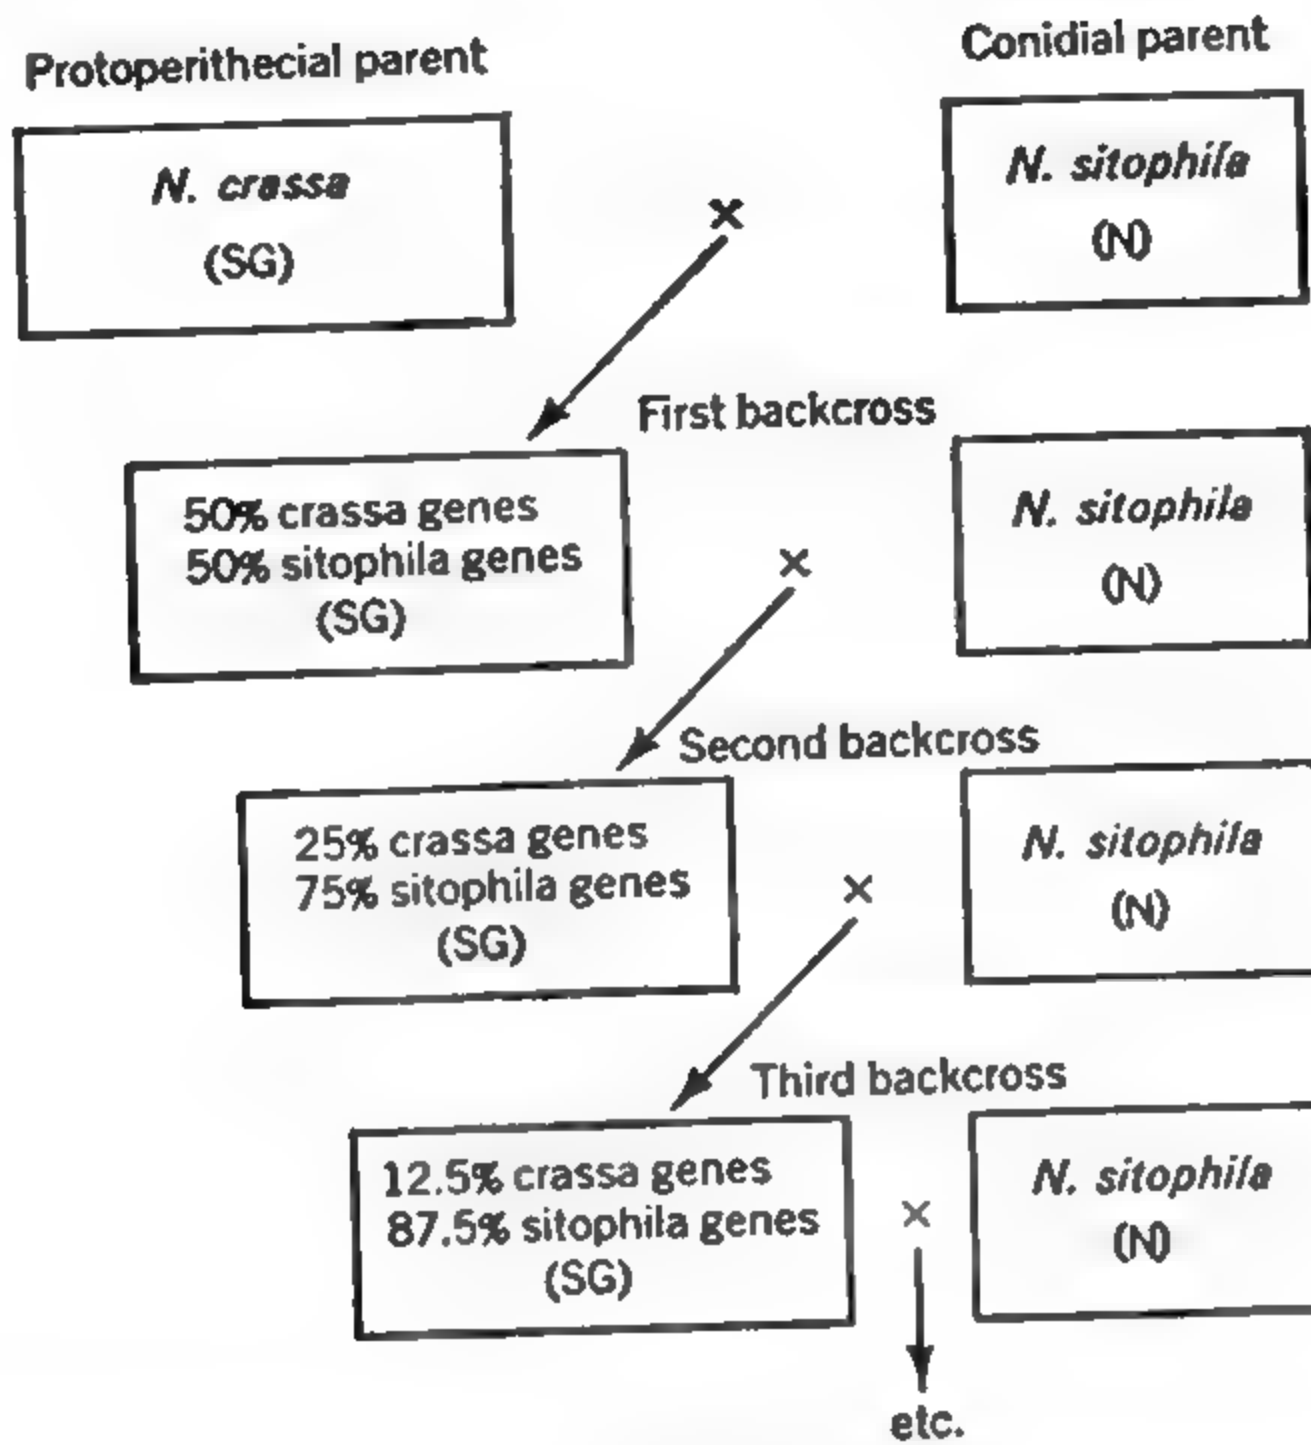 Protoperithecial parent
Conidial parent
N. crassa
(SG)
×
N. sitophila
(N)
First backcross
50% crassa genes
50% sitophila genes
(SG)
×
N. sitophila
(N)
Second backcross
25% crassa genes
75% sitophila genes
(SG)
×
N. sitophila
(N)
Third backcross
12.5% crassa genes
87.5% sitophila genes
(SG)
×
N. sitophila
(N)
etc.